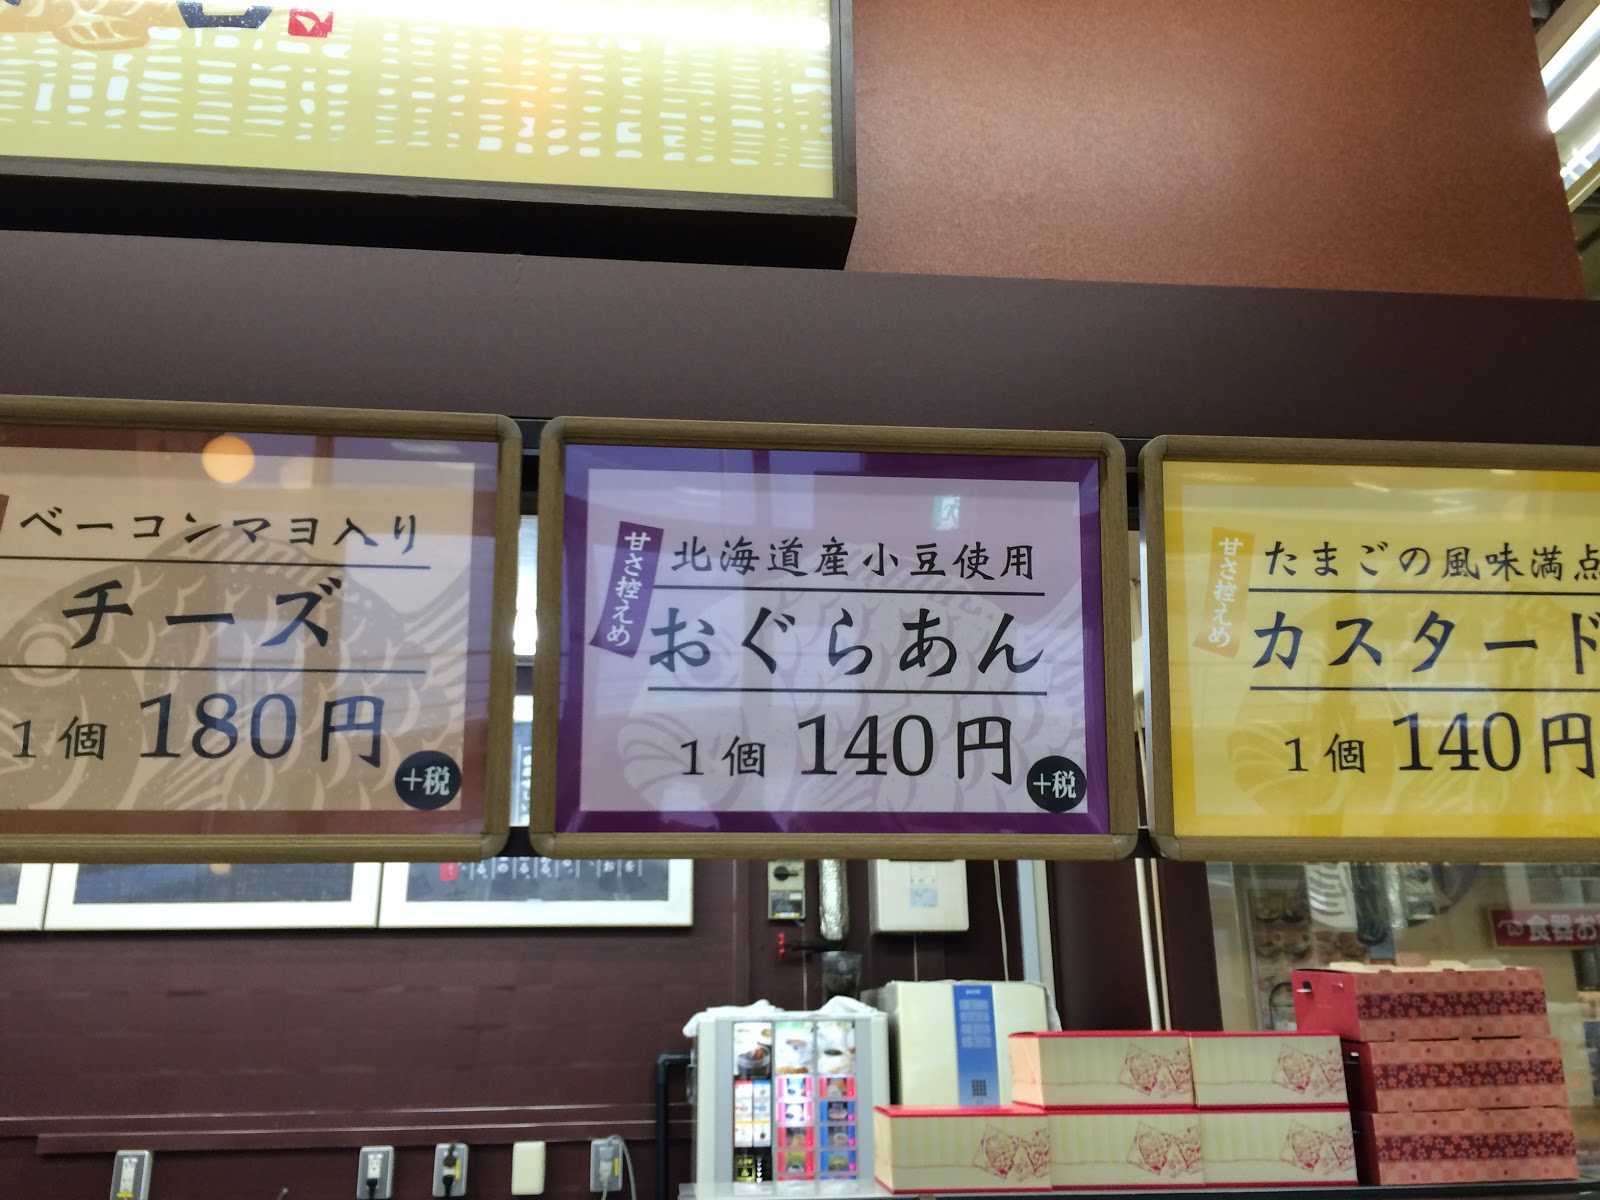 ベーコンマヨ入り
チーズ
1個 180円
+税
甘さ控えめ
北海道産小豆使用
おぐらあん
1個 140円
+税
甘さ控えめ
たまごの風味満点
カスタード
1個 140円
食器お